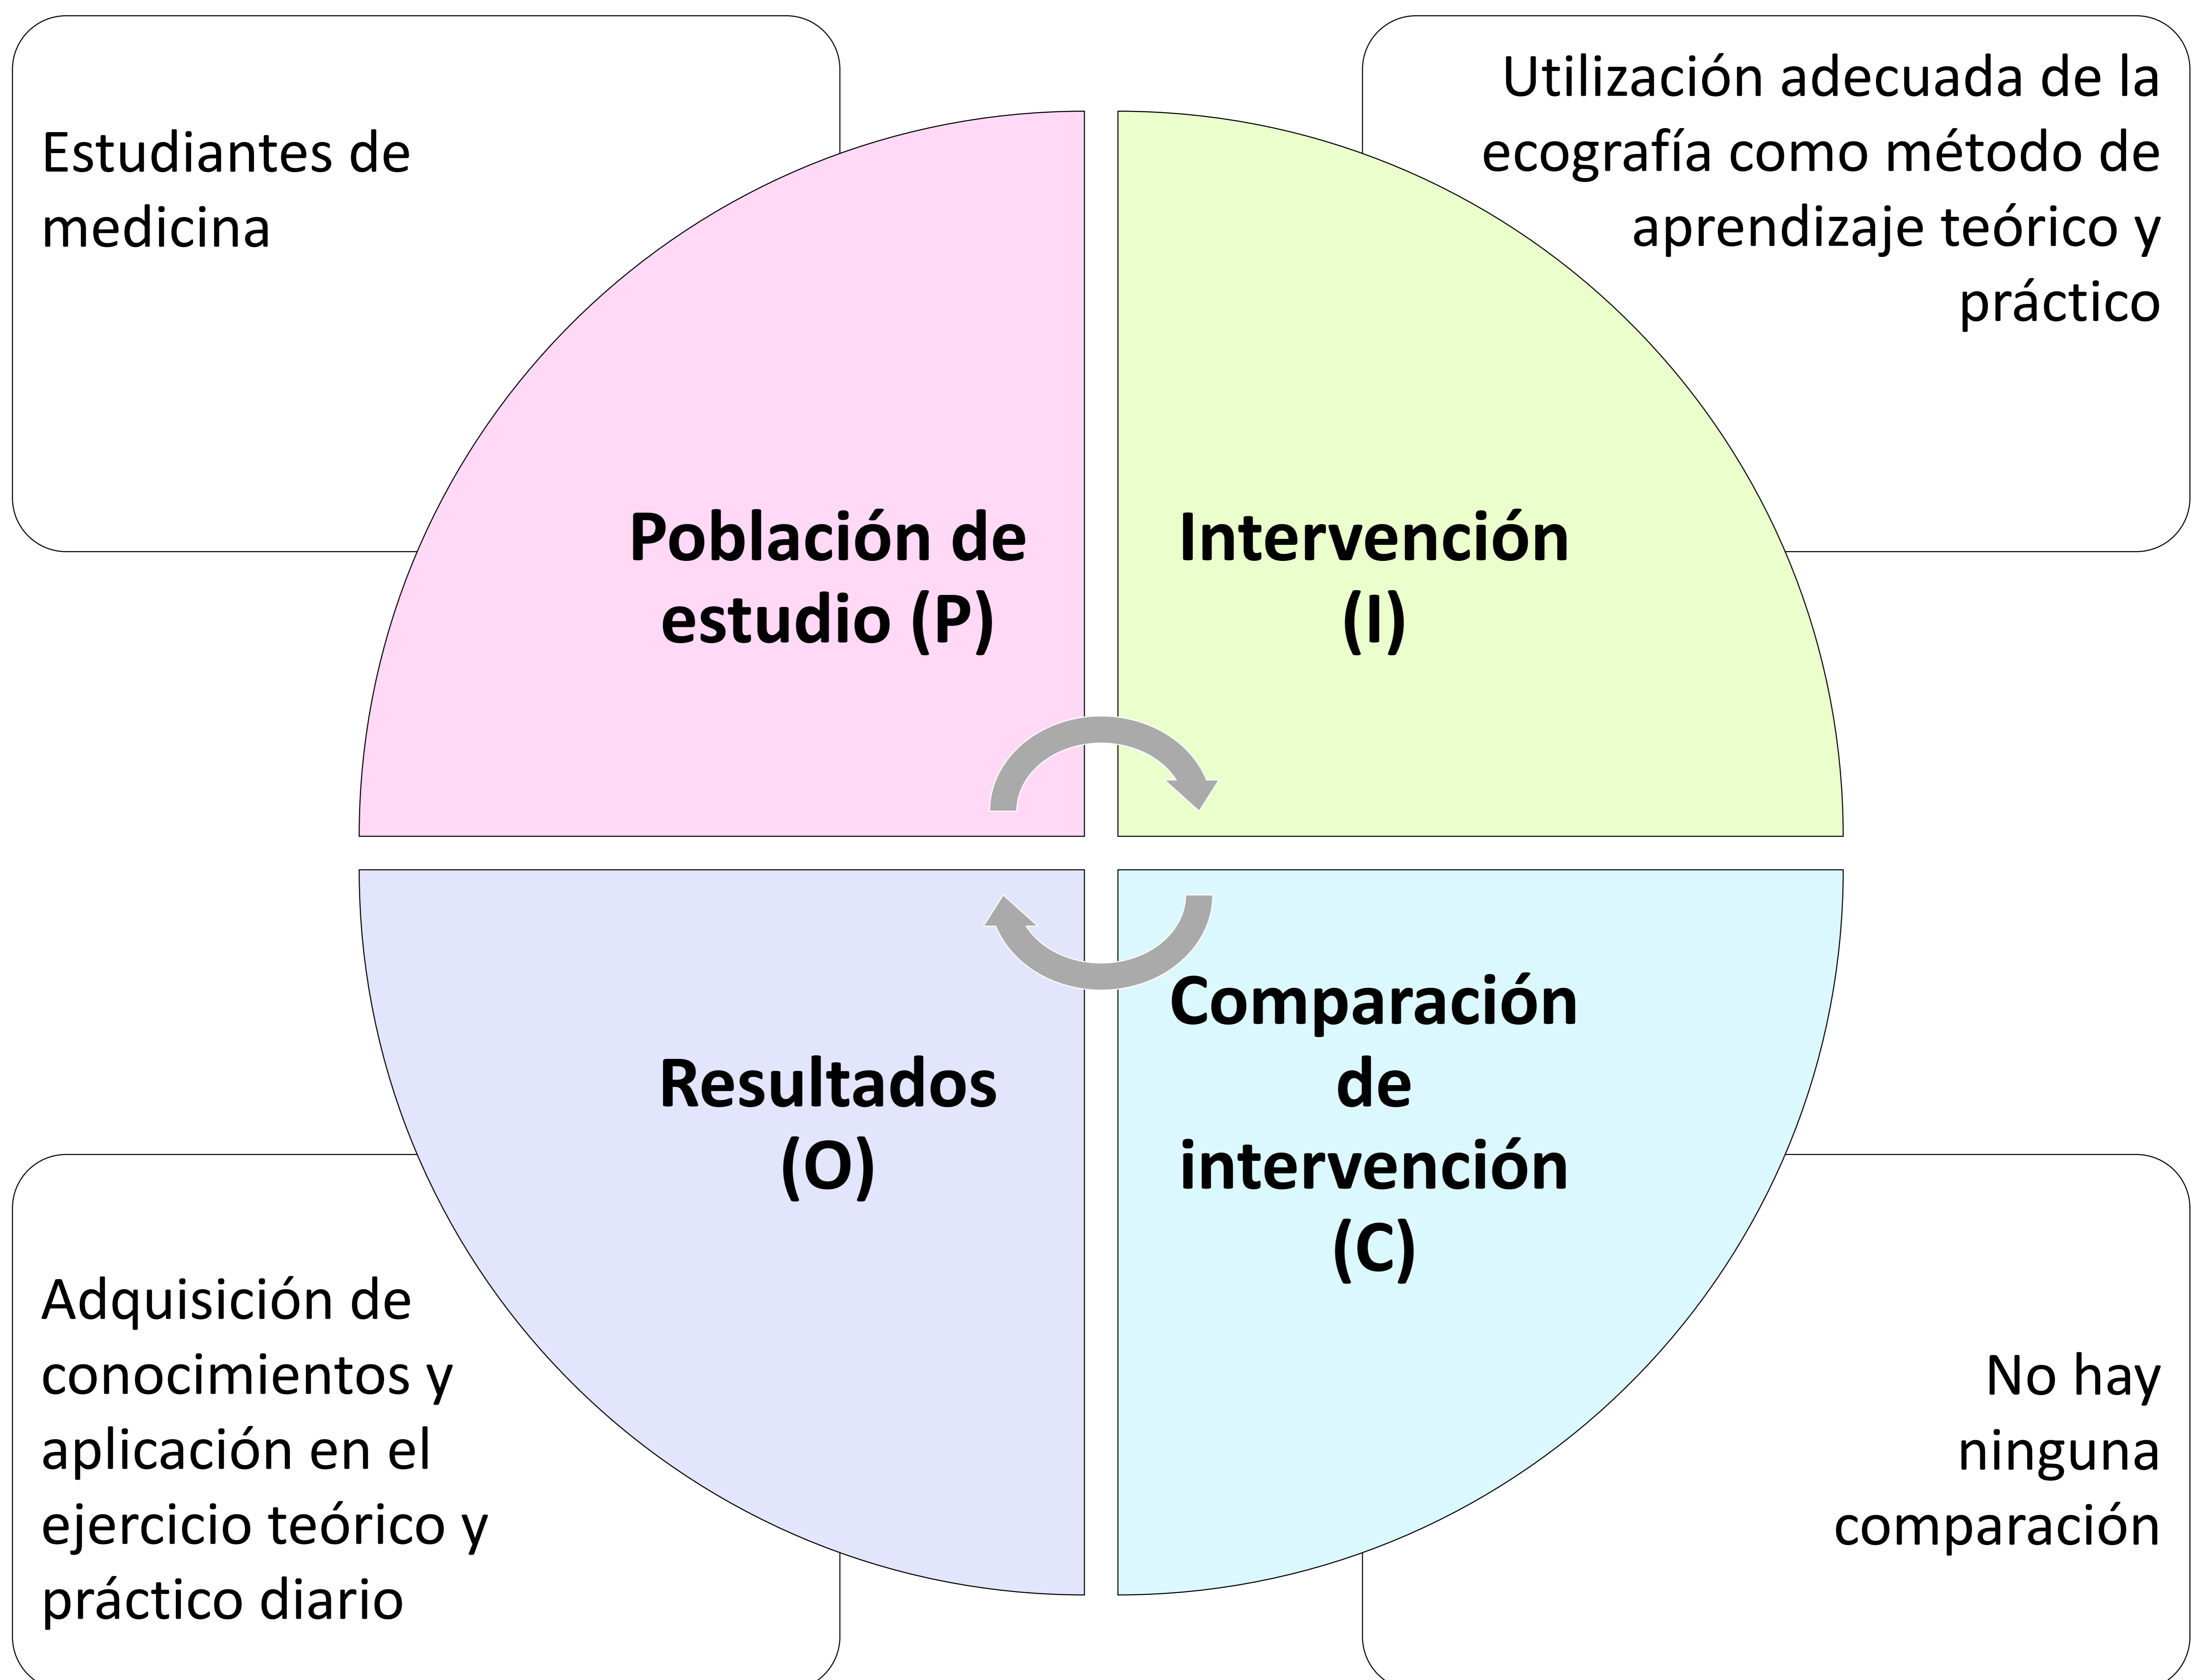 Estudiantes de
medicina
Utilización adecuada de la
ecografía como método de
aprendizaje teórico y
práctico
Población de
estudio (P)
Intervención
(I)
Resultados
(O)
Comparación
de
intervención
(C)
Adquisición de
conocimientos y
aplicación en el
ejercicio teórico y
práctico diario
No hay
ninguna
comparación